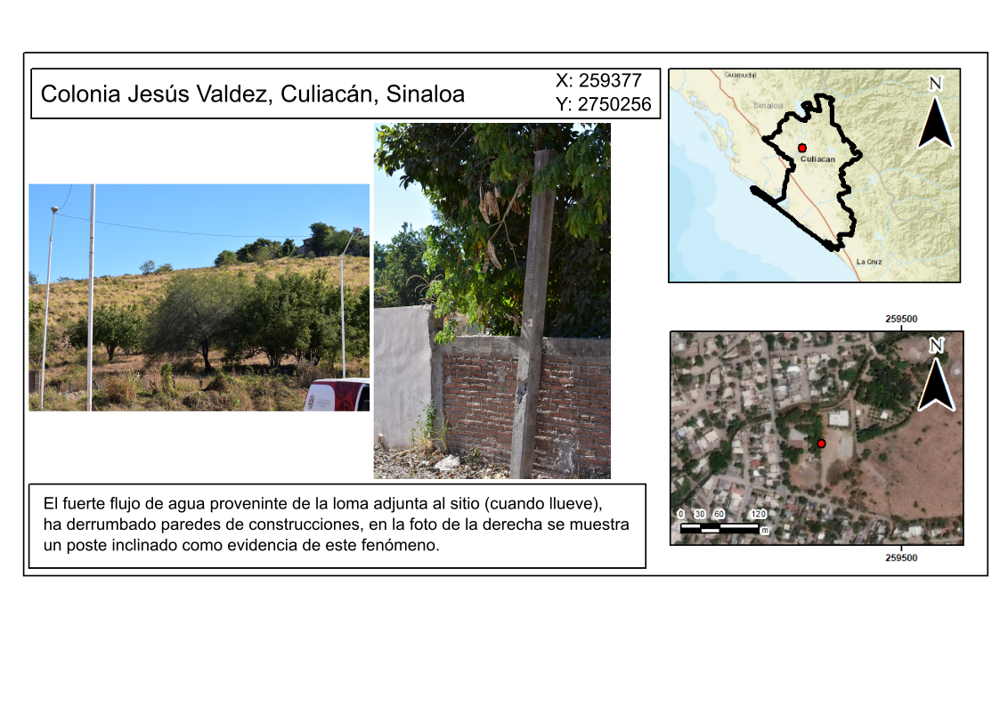 Colonia Jesús Valdez, Culiacán, Sinaloa
X: 259377
Y: 2750256
El fuerte flujo de agua proveninte de la loma adjunta al sitio (cuando llueve),
ha derrumbado paredes de construcciones, en la foto de la derecha se muestra
un poste inclinado como evidencia de este fenómeno.
Guamuchil
N
Sinaloa
Culiacan
La Cruz
259500
N
0 30 60 120
m
259500